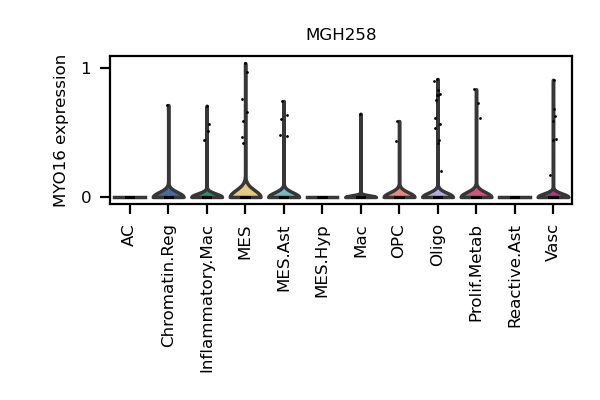 MGH258
MYO16 expression
1
0
AC
Chromatin.Reg
Inflammatory.Mac
MES
MES.Ast
MES.Hyp
Mac
OPC
Oligo
Prolif.Metab
Reactive.Ast
Vasc